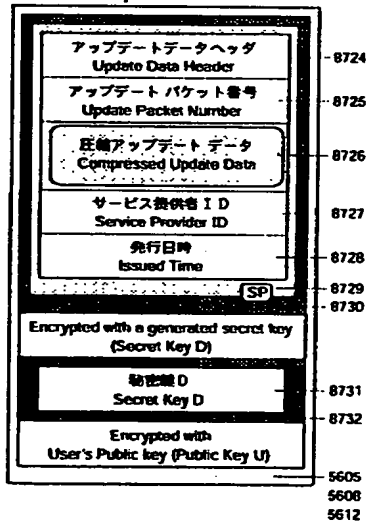 アップデートデータヘッダ
Update Data Header
8724
アップデート パケット番号
Update Packet Number
8725
圧縮アップデート データ
Compressed Update Data
8726
サービス提供者 ID
Service Provider ID
8727
発行日時
Issued Time
8728
SP
8729
8730
Encrypted with a generated secret key
(Secret Key D)
秘密鍵 D
Secret Key D
8731
8732
Encrypted with
User's Public key (Public Key U)
5605
5608
5612